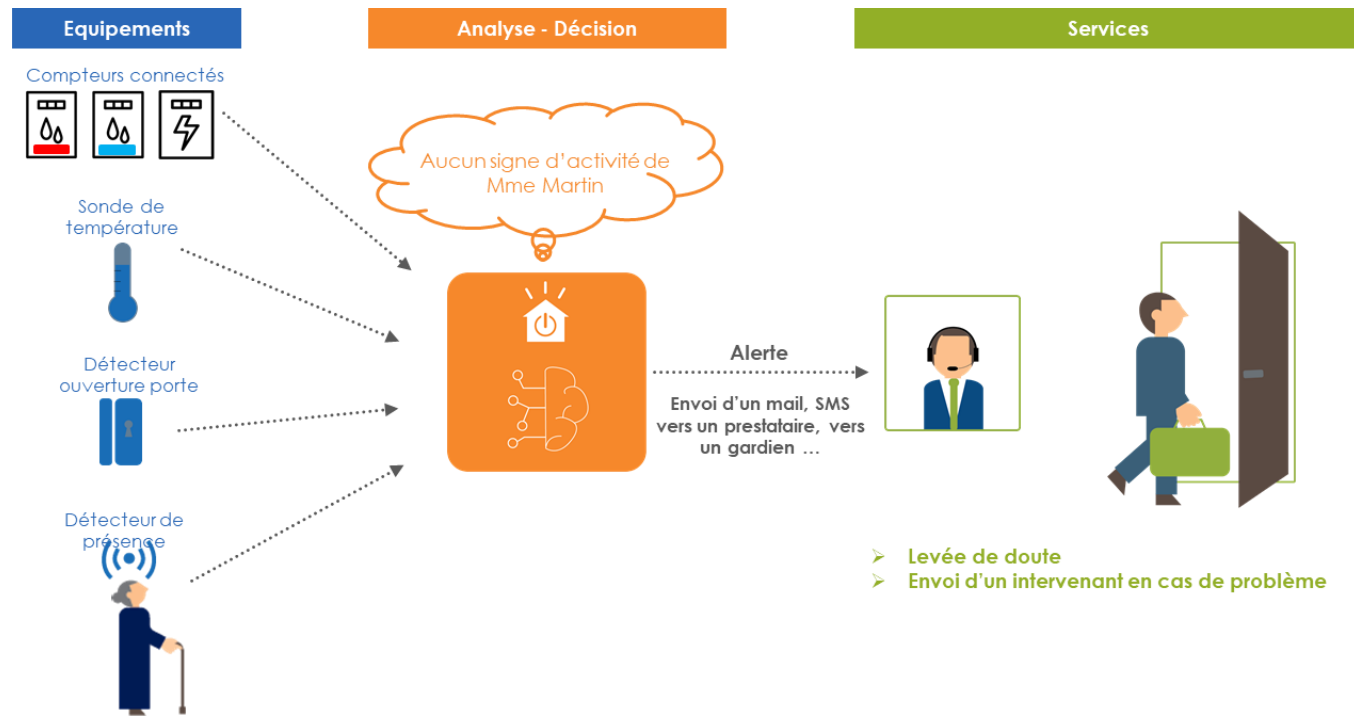 Equipements
Analyse - Décision
Services
Compteurs connectés
Sonde de
température
Détecteur
ouverture porte
Détecteur de
présence
Aucun signe d'activité de
Mme Martin
Alerte
Envoi d'un mail, SMS
vers un prestataire, vers
un gardien ...
Levée de doute
Envoi d'un intervenant en cas de problème